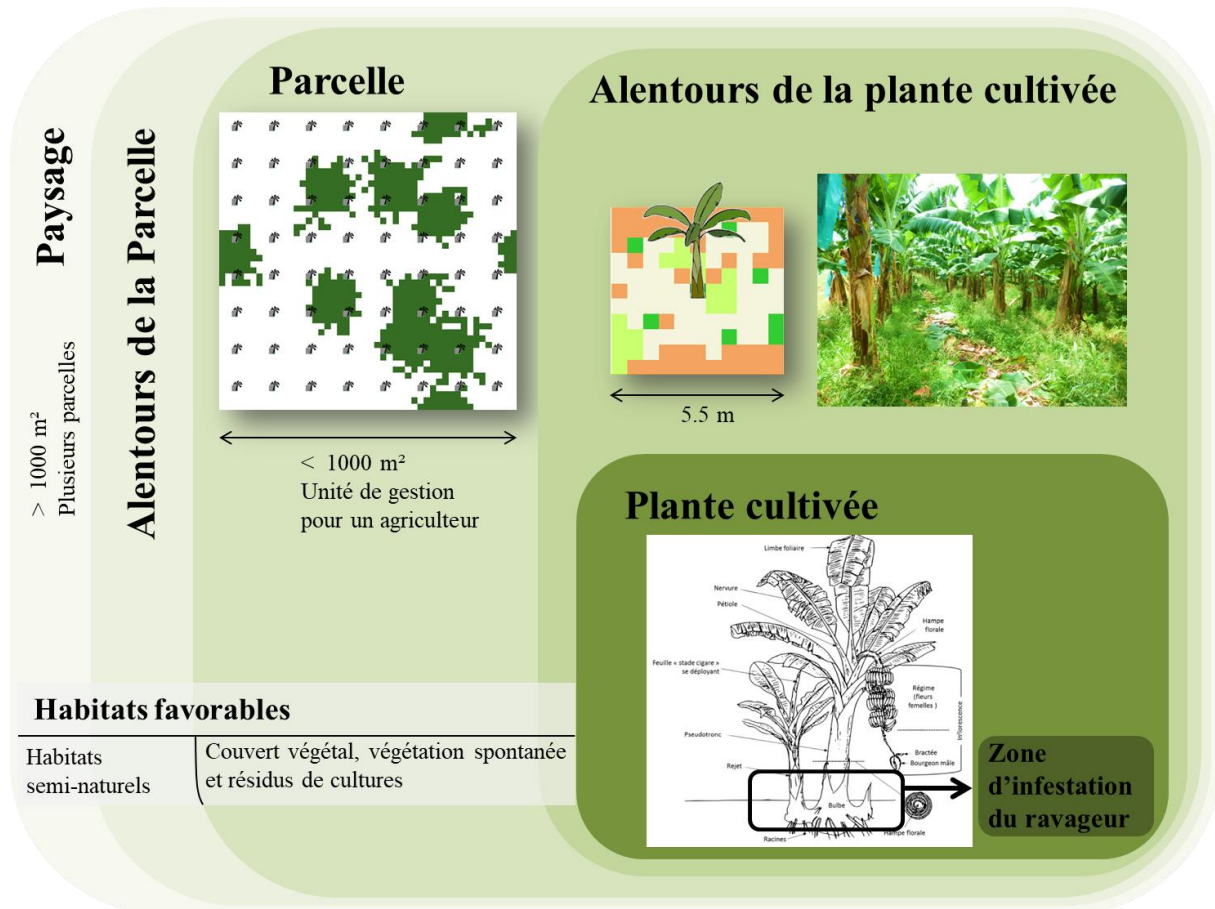 Paysage
> 1000 m²
Plusieurs parcelles
Alentours de la Parcelle
Parcelle
< 1000 m²
Unité de gestion
pour un agriculteur
Alentours de la plante cultivée
5.5 m
Plante cultivée
Limbe foliaire
Nervure
Pétiole
Hampe
florale
Feuille « stade cigare »
se déployant
Régime
(fleurs
femelles )
Inflorescence
Pseudotronc
Bractée
Bourgeon mâle
Rejet
Bulbe
Hampe florale
Racines
Zone
d’infestation
du ravageur
Habitats favorables
Habitats
semi-naturels
Couvert végétal, végétation spontanée
et résidus de cultures